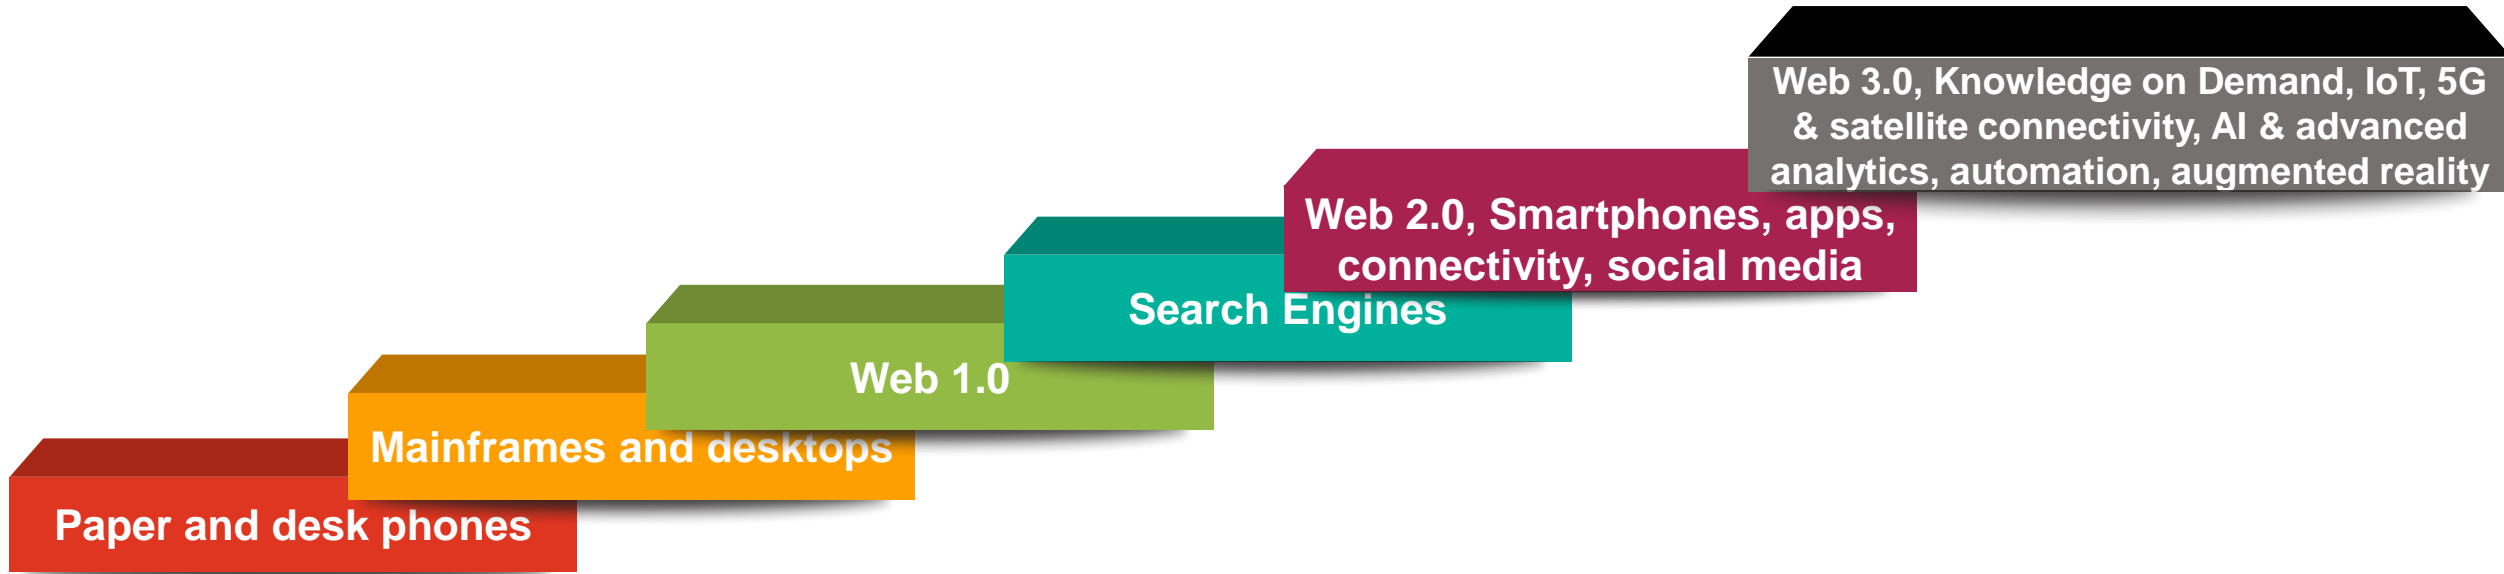 Web 3.0, Knowledge on Demand, IoT, 5G
& satellite connectivity, AI & advanced
analytics, automation, augmented reality
Web 2.0, Smartphones, apps,
connectivity, social media
Search Engines
Web 1.0
Mainframes and desktops
Paper and desk phones